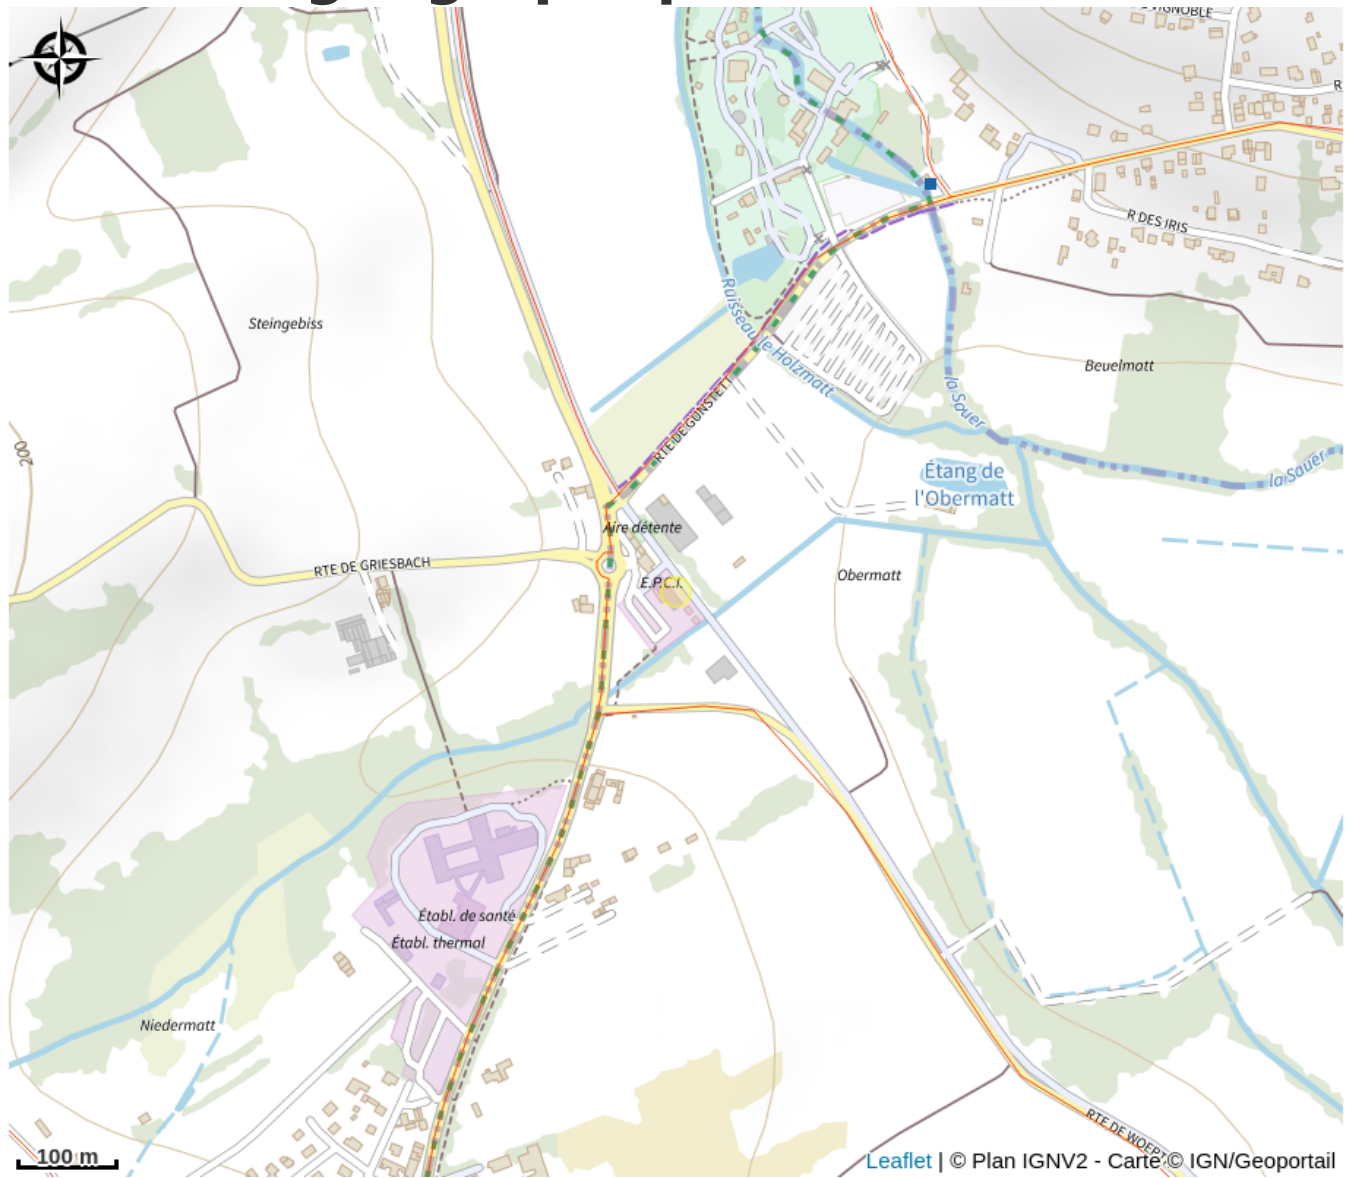 VIGNOBLE
R
R DES IRIS
Ruisseau le Holzmatt
Steingebiss
Beuelmatt
la Sauer
RTE DE GUNSTETT
200
la Sauer
Étang de
l'Obermatt
Aire détente
RTE DE GRIESBACH
E.P.C.I.
Obermatt
Établ. de santé
Établ. thermal
Niedermatt
RTE DE WOERT
100 m
Leaflet | © Plan IGNV2 - Carte © IGN/Geoportail